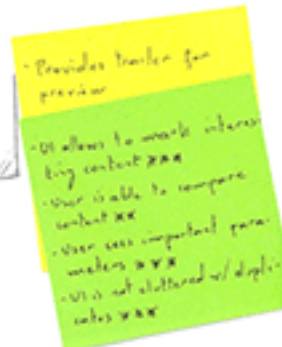 - Provides trailer for
preview
- UI allows to mark interes-
ting content ***
- User is able to compare
content **
- User sees important para-
meters ***
- UI is not cluttered w/ dupli-
cates ***